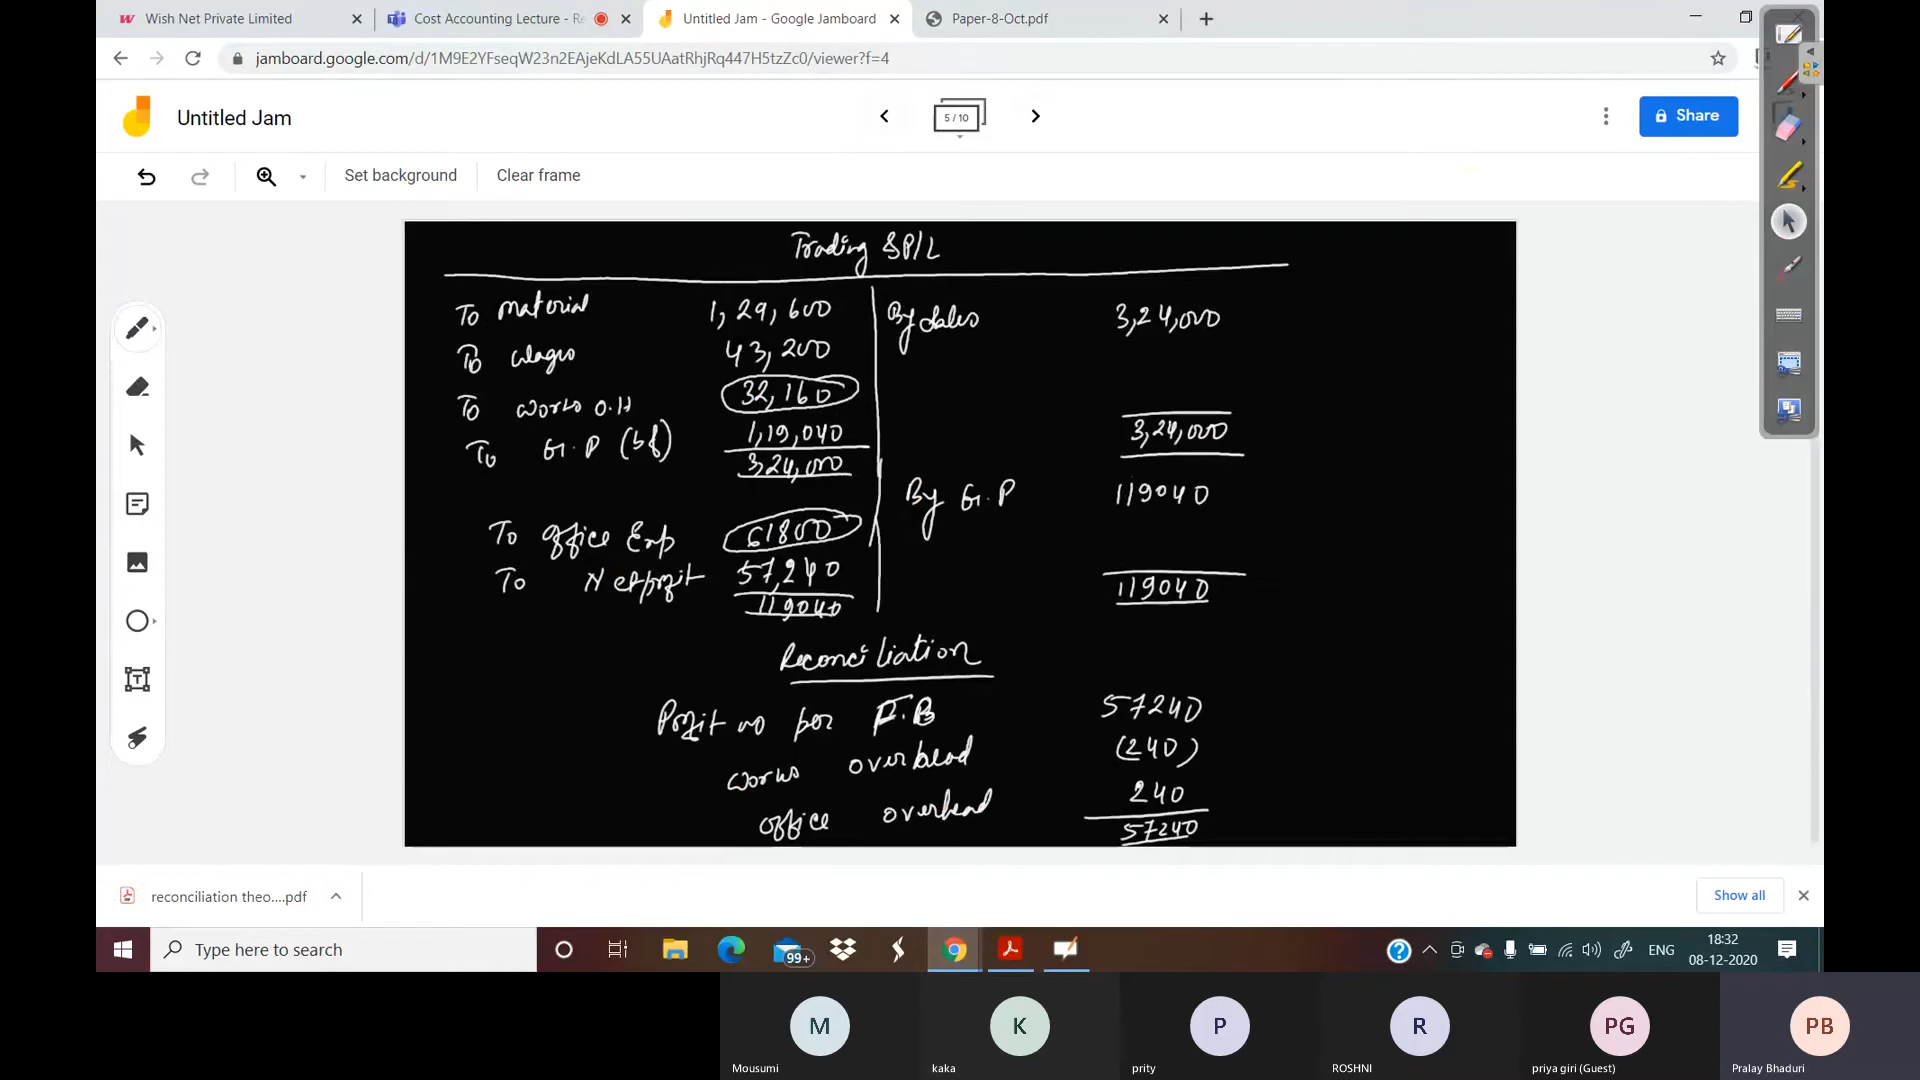 Wish Net Private Limited
Cost Accounting Lecture - Re
Untitled Jam - Google Jamboard
Paper-8-Oct.pdf
jamboard.google.com/d/1M9E2YFseqW23n2EAjeKdLA55UAatRhjRq447H5tzZc0/viewer?f=4
Untitled Jam
5 / 10
Share
Set background
Clear frame
Trading & P/L
To material 1,29,600 By sales 3,24,000
To wages 43,200
To works O.H 32,160
To G.P (bf) 1,19,040 3,24,000
3,24,000
By G.P 119040
To office Exp 61800
To Net profit 57,240 119040
119040
Reconciliation
Profit as per F.B 57240
works overhead (240)
office overhead 240
57240
reconciliation theo....pdf
Show all
Type here to search
99+
ENG
18:32
08-12-2020
M
K
P
R
PG
PB
Mousumi
kaka
prity
ROSHNI
priya giri (Guest)
Pralay Bhaduri